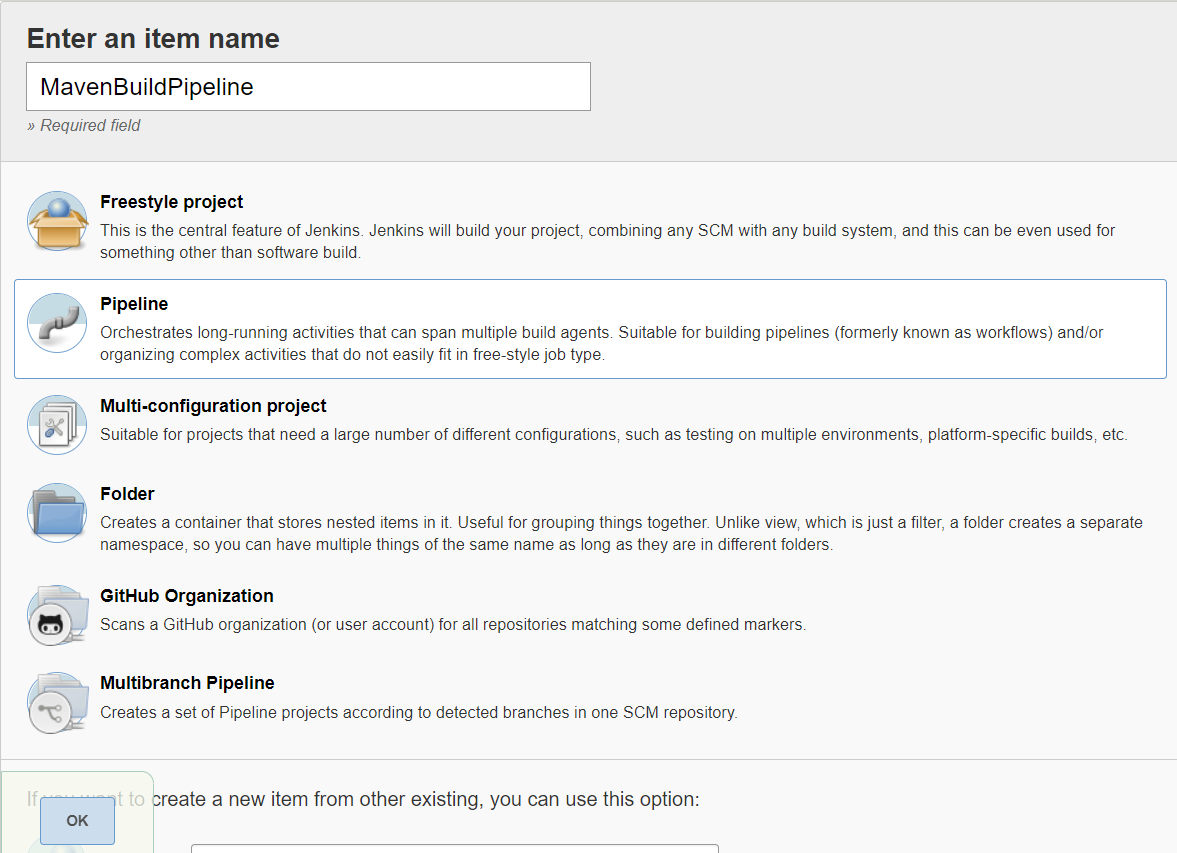 Enter an item name
MavenBuildPipeline
» Required field
Freestyle project
This is the central feature of Jenkins. Jenkins will build your project, combining any SCM with any build system, and this can be even used for
something other than software build.
Pipeline
Orchestrates long-running activities that can span multiple build agents. Suitable for building pipelines (formerly known as workflows) and/or
organizing complex activities that do not easily fit in free-style job type.
Multi-configuration project
Suitable for projects that need a large number of different configurations, such as testing on multiple environments, platform-specific builds, etc.
Folder
Creates a container that stores nested items in it. Useful for grouping things together. Unlike view, which is just a filter, a folder creates a separate
namespace, so you can have multiple things of the same name as long as they are in different folders.
GitHub Organization
Scans a GitHub organization (or user account) for all repositories matching some defined markers.
Multibranch Pipeline
Creates a set of Pipeline projects according to detected branches in one SCM repository.
If you want to create a new item from other existing, you can use this option:
OK